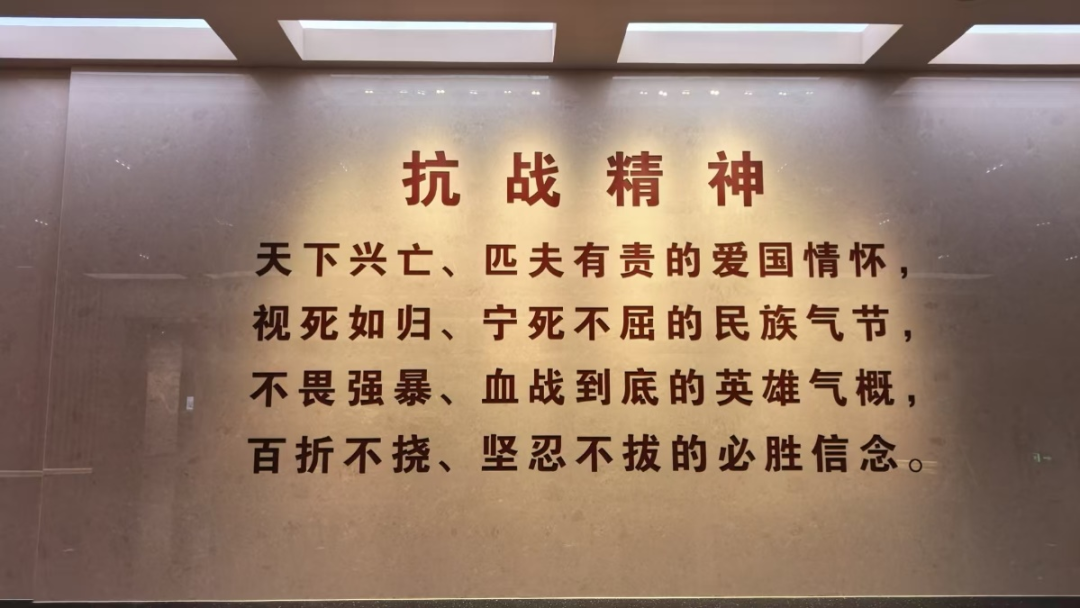 抗战精神
天下兴亡、匹夫有责的爱国情怀，
视死如归、宁死不屈的民族气节，
不畏强暴、血战到底的英雄气概，
百折不挠、坚忍不拔的必胜信念。